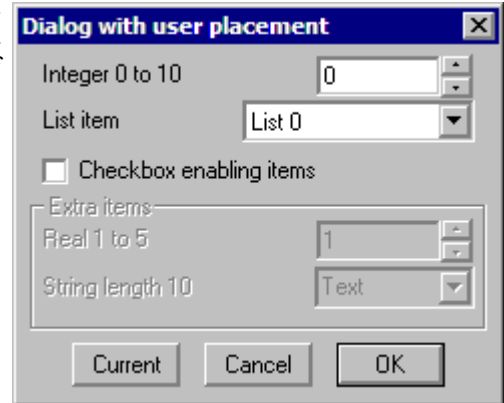 Dialog with user placement
Integer 0 to 10 0
List item List 0
Checkbox enabling items
Extra items
Real 1 to 5 1
String length 10 Text
Current Cancel OK